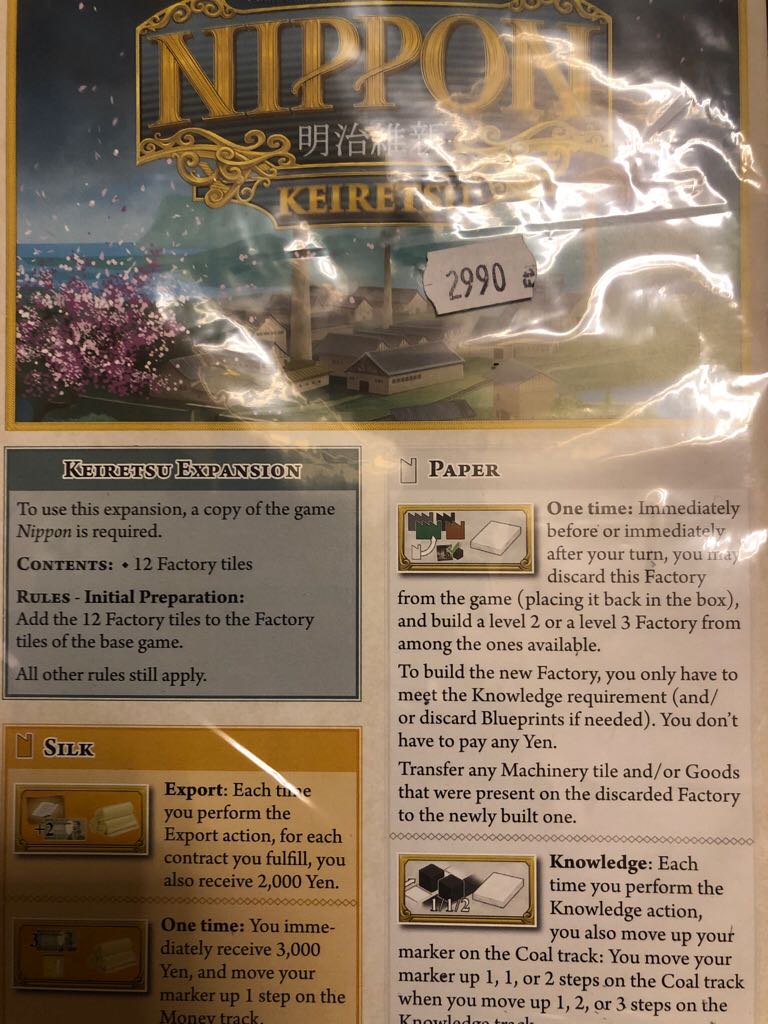 NIPPON
明治維新
KEIRETSU
2990
KEIRETSU EXPANSION
To use this expansion, a copy of the game
Nippon is required.
CONTENTS: • 12 Factory tiles
RULES - Initial Preparation:
Add the 12 Factory tiles to the Factory
tiles of the base game.
All other rules still apply.
SILK
+2
Export: Each time
you perform the
Export action, for each
contract you fulfill, you
also receive 2,000 Yen.
3
One time: You imme-
diately receive 3,000
Yen, and move your
marker up 1 step on the
Money track.
PAPER
One time: Immediately
before or immediately
after your turn, you may
discard this Factory
from the game (placing it back in the box),
and build a level 2 or a level 3 Factory from
among the ones available.
To build the new Factory, you only have to
meet the Knowledge requirement (and/
or discard Blueprints if needed). You don't
have to pay any Yen.
Transfer any Machinery tile and/or Goods
that were present on the discarded Factory
to the newly built one.
1/1/2
Knowledge: Each
time you perform the
Knowledge action,
you also move up your
marker on the Coal track: You move your
marker up 1, 1, or 2 steps on the Coal track
when you move up 1, 2, or 3 steps on the
Knowledge track.